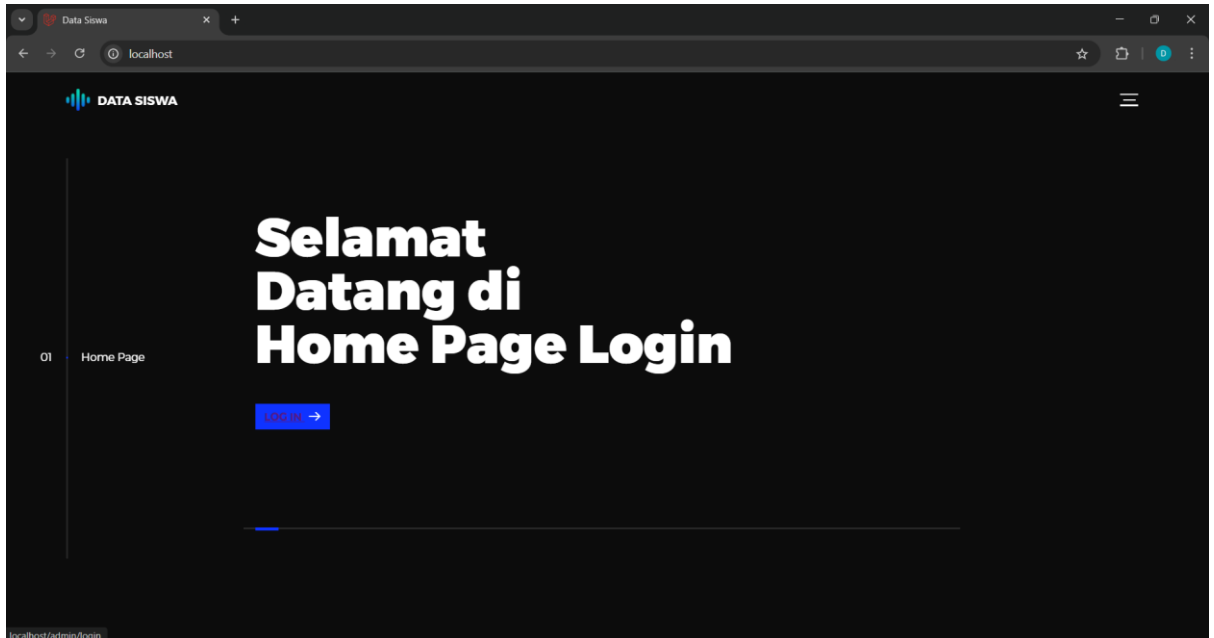 Data Siswa
localhost
D
DATA SISWA
Selamat
Datang di
Home Page Login
01 Home Page
LOG IN →
localhost/admin/login